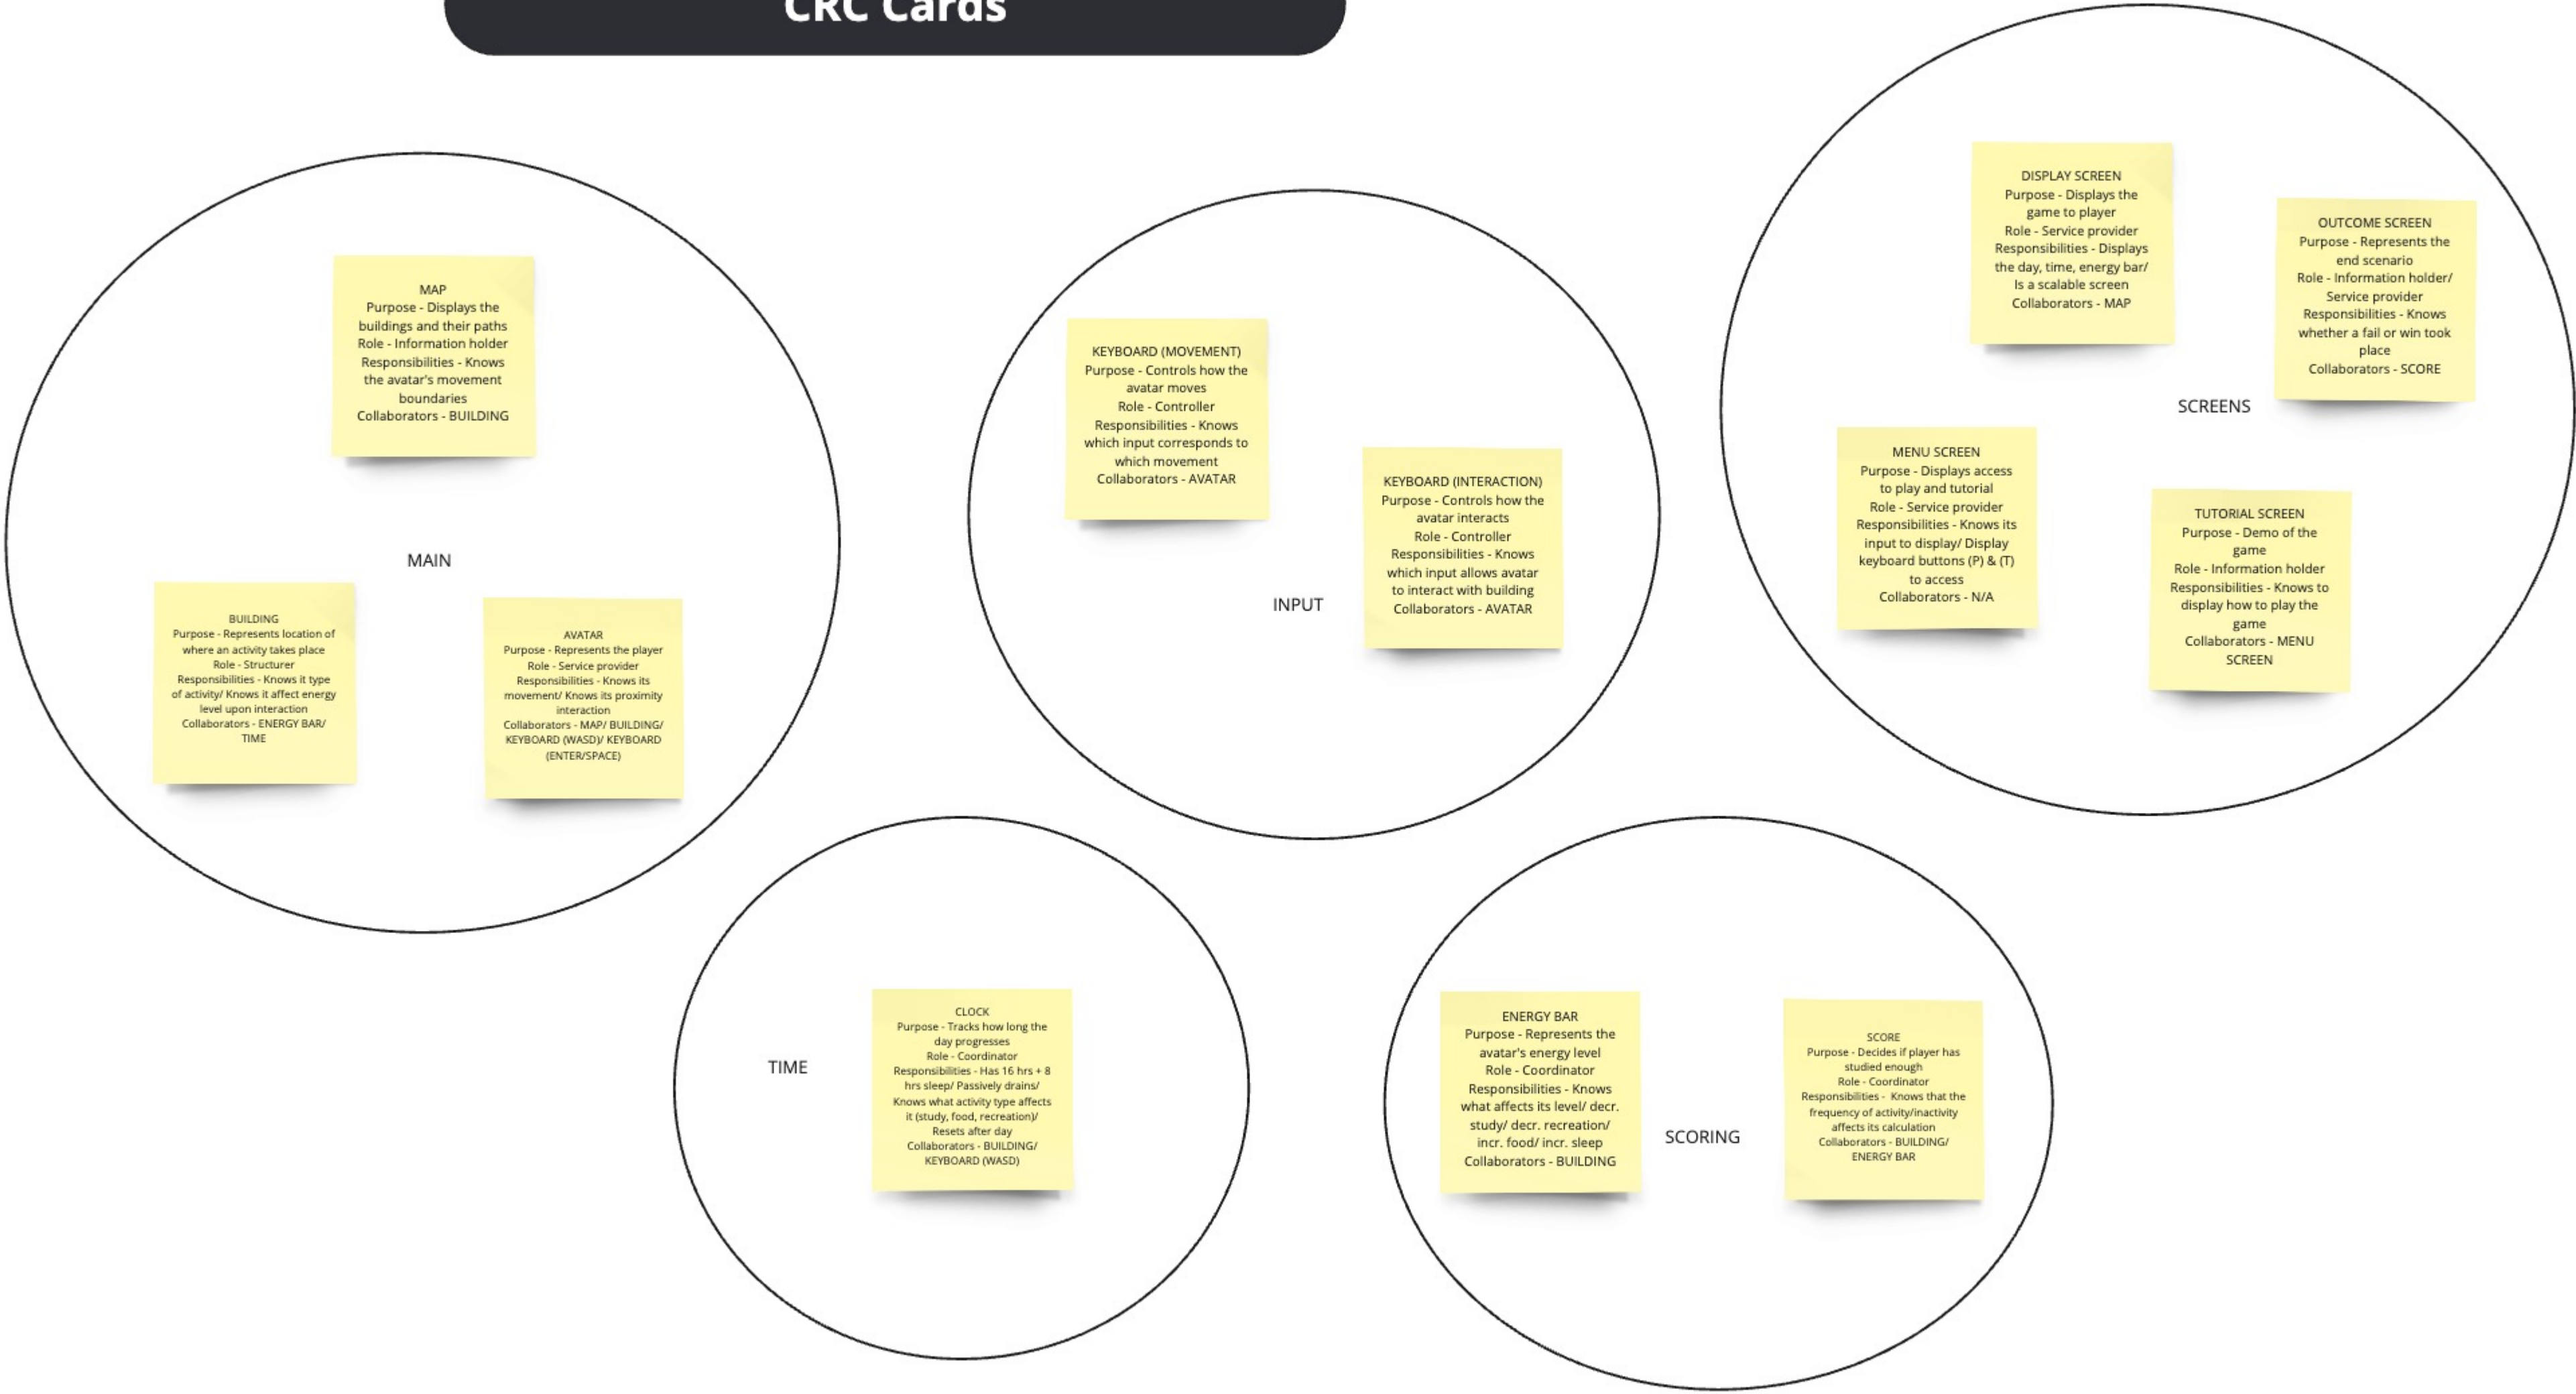 CRC Cards
MAP
Purpose - Displays the
buildings and their paths
Role - Information holder
Responsibilities - Knows
the avatar's movement
boundaries
Collaborators - BUILDING
MAIN
BUILDING
Purpose - Represents location of
where an activity takes place
Role - Structurer
Responsibilities - Knows it type
of activity/ Knows it affect energy
level upon interaction
Collaborators - ENERGY BAR/
TIME
AVATAR
Purpose - Represents the player
Role - Service provider
Responsibilities - Knows its
movement/ Knows its proximity
interaction
Collaborators - MAP/ BUILDING/
KEYBOARD (WASD)/ KEYBOARD
(ENTER/SPACE)
KEYBOARD (MOVEMENT)
Purpose - Controls how the
avatar moves
Role - Controller
Responsibilities - Knows
which input corresponds to
which movement
Collaborators - AVATAR
KEYBOARD (INTERACTION)
Purpose - Controls how the
avatar interacts
Role - Controller
Responsibilities - Knows
which input allows avatar
to interact with building
Collaborators - AVATAR
INPUT
DISPLAY SCREEN
Purpose - Displays the
game to player
Role - Service provider
Responsibilities - Displays
the day, time, energy bar/
Is a scalable screen
Collaborators - MAP
OUTCOME SCREEN
Purpose - Represents the
end scenario
Role - Information holder/
Service provider
Responsibilities - Knows
whether a fail or win took
place
Collaborators - SCORE
SCREENS
MENU SCREEN
Purpose - Displays access
to play and tutorial
Role - Service provider
Responsibilities - Knows its
input to display/ Display
keyboard buttons (P) & (T)
to access
Collaborators - N/A
TUTORIAL SCREEN
Purpose - Demo of the
game
Role - Information holder
Responsibilities - Knows to
display how to play the
game
Collaborators - MENU
SCREEN
TIME
CLOCK
Purpose - Tracks how long the
day progresses
Role - Coordinator
Responsibilities - Has 16 hrs + 8
hrs sleep/ Passively drains/
Knows what activity type affects
it (study, food, recreation)/
Resets after day
Collaborators - BUILDING/
KEYBOARD (WASD)
ENERGY BAR
Purpose - Represents the
avatar's energy level
Role - Coordinator
Responsibilities - Knows
what affects its level/ decr.
study/ decr. recreation/
incr. food/ incr. sleep
Collaborators - BUILDING
SCORING
SCORE
Purpose - Decides if player has
studied enough
Role - Coordinator
Responsibilities - Knows that the
frequency of activity/inactivity
affects its calculation
Collaborators - BUILDING/
ENERGY BAR